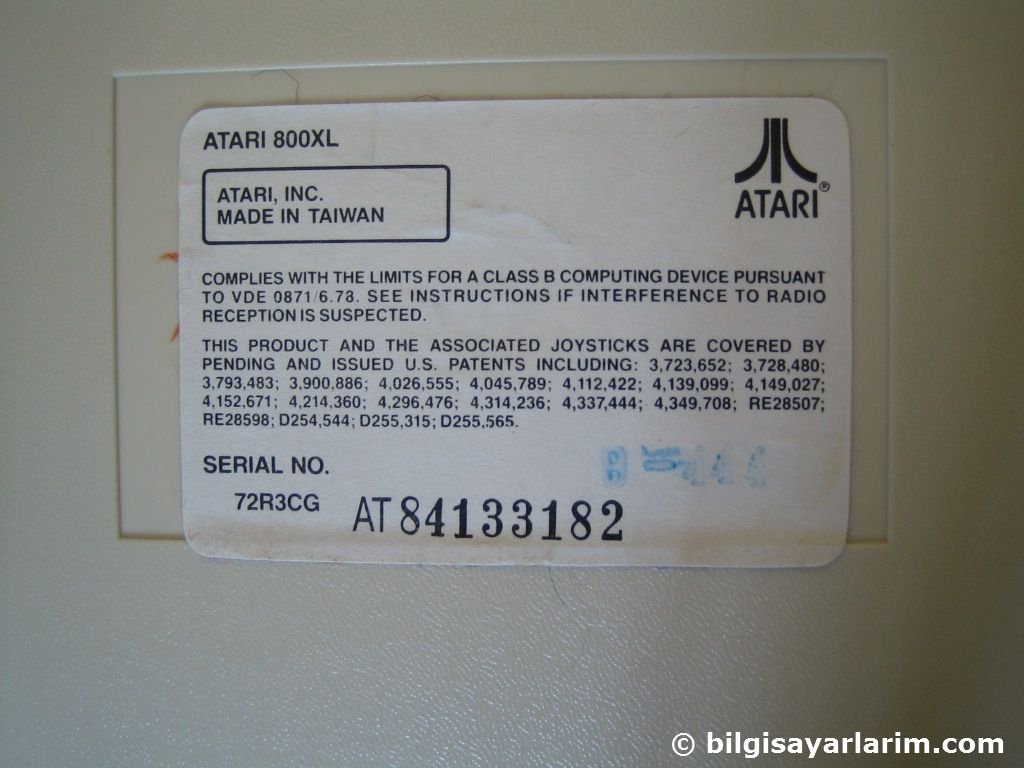 ATARI 800XL
ATARI, INC.
MADE IN TAIWAN
ATARI®
COMPLIES WITH THE LIMITS FOR A CLASS B COMPUTING DEVICE PURSUANT
TO VDE 0871/6.78. SEE INSTRUCTIONS IF INTERFERENCE TO RADIO
RECEPTION IS SUSPECTED.
THIS PRODUCT AND THE ASSOCIATED JOYSTICKS ARE COVERED BY
PENDING AND ISSUED U.S. PATENTS INCLUDING: 3,723,652; 3,728,480;
3,793,483; 3,900,886; 4,026,555; 4,045,789; 4,112,422; 4,139,099; 4,149,027;
4,152,671; 4,214,360; 4,296,476; 4,314,236; 4,337,444; 4,349,708; RE28507;
RE28598; D254,544; D255,315; D255,565.
SERIAL NO.
72R3CG AT 84133182
© bilgisayarlarim.com